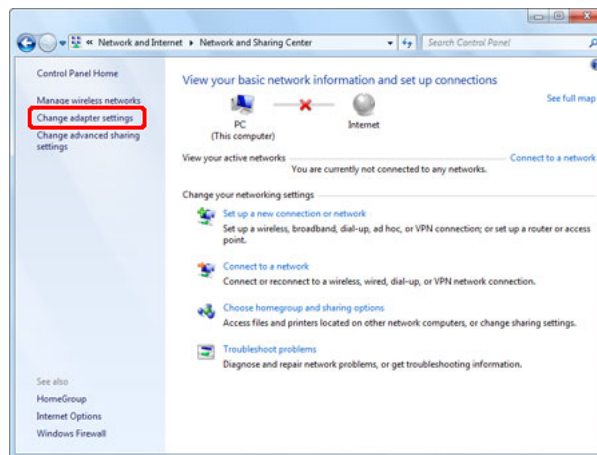 Network and Internet
Network and Sharing Center
Search Control Panel
Control Panel Home
Manage wireless networks
Change adapter settings
Change advanced sharing
settings
See also
HomeGroup
Internet Options
Windows Firewall
View your basic network information and set up connections
See full map
PC
(This computer)
Internet
View your active networks
Connect to a network
You are currently not connected to any networks.
Change your networking settings
Set up a new connection or network
Set up a wireless, broadband, dial-up, ad hoc, or VPN connection; or set up a router or access
point.
Connect to a network
Connect or reconnect to a wireless, wired, dial-up, or VPN network connection.
Choose homegroup and sharing options
Access files and printers located on other network computers, or change sharing settings.
Troubleshoot problems
Diagnose and repair network problems, or get troubleshooting information.